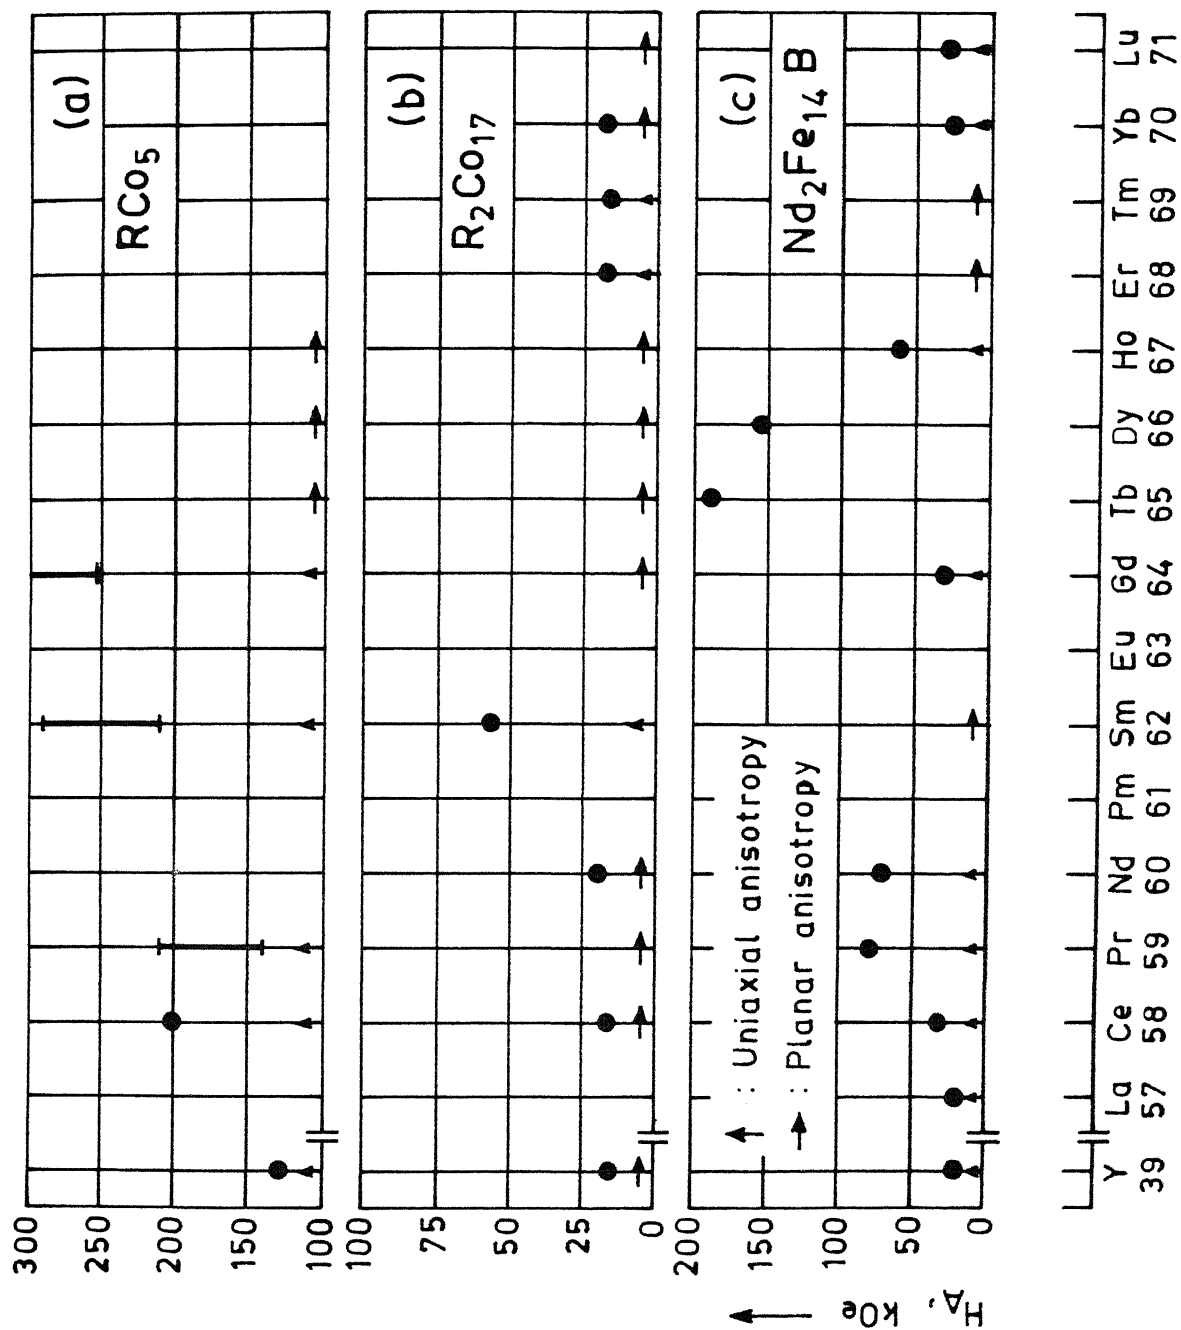 (a)
RCo5
300
250
200
150
100
(b)
R2Co17
100
75
50
25
0
(c)
Nd2Fe14B
200
150
100
50
0
: Uniaxial anisotropy
: Planar anisotropy
HA, kOe
Y La Ce Pr Nd Pm Sm Eu Gd Tb Dy Ho Er Tm Yb Lu
39 57 58 59 60 61 62 63 64 65 66 67 68 69 70 71